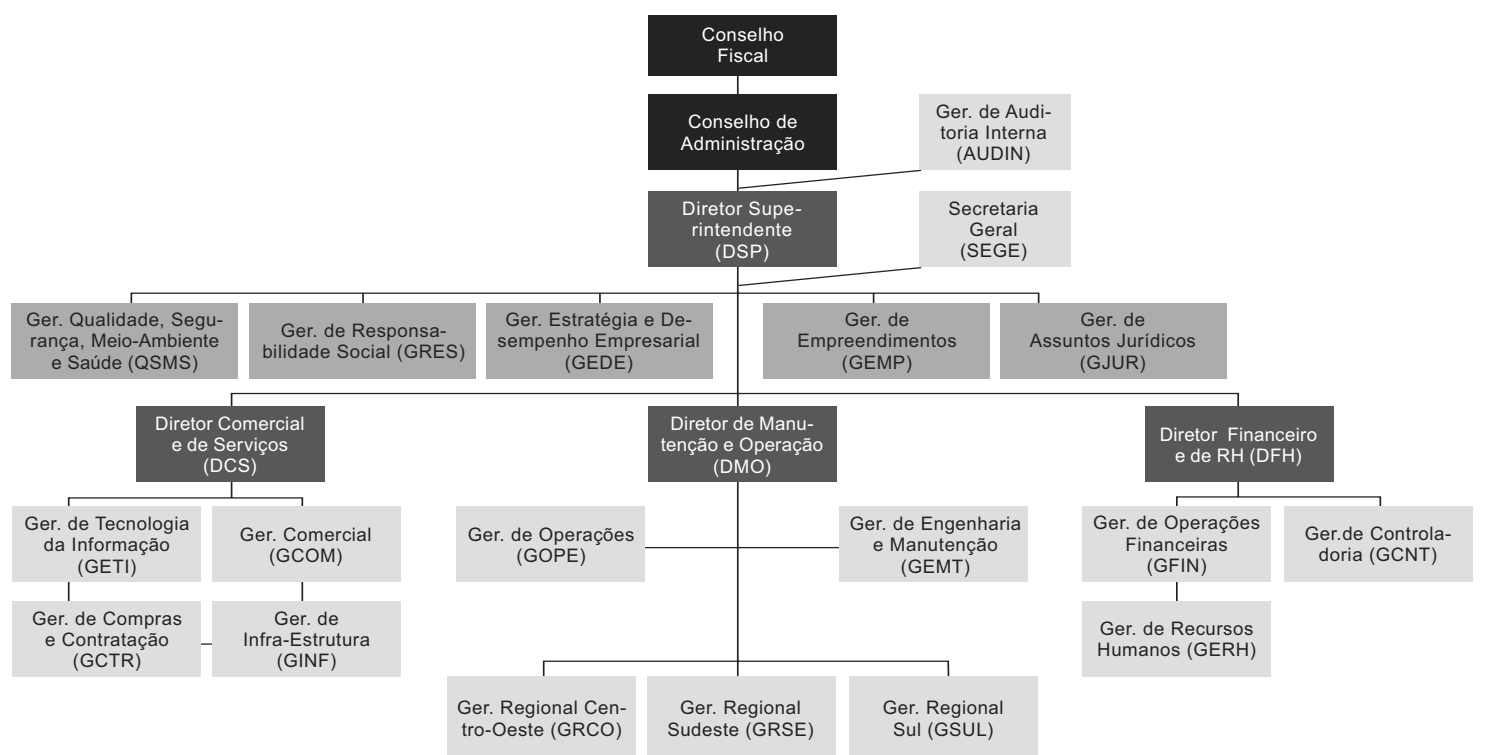 Conselho
Fiscal
Conselho de
Administração
Ger. de Audi-
toria Interna
(AUDIN)
Diretor Supe-
rintendente
(DSP)
Secretaria
Geral
(SEGE)
Ger. Qualidade, Segu-
rança, Meio-Ambiente
e Saúde (QSMS)
Ger. de Responsa-
bilidade Social (GRES)
Ger. Estratégia e De-
sempenho Empresarial
(GEDE)
Ger. de
Empreendimentos
(GEMP)
Ger. de
Assuntos Jurídicos
(GJUR)
Diretor Comercial
e de Serviços
(DCS)
Diretor de Manu-
tenção e Operação
(DMO)
Diretor Financeiro
e de RH (DFH)
Ger. de Tecnologia
da Informação
(GETI)
Ger. Comercial
(GCOM)
Ger. de Operações
(GOPE)
Ger. de Engenharia
e Manutenção
(GEMT)
Ger. de Operações
Financeiras
(GFIN)
Ger.de Controla-
doria (GCNT)
Ger. de Compras
e Contratação
(GCTR)
Ger. de
Infra-Estrutura
(GINF)
Ger. de Recursos
Humanos (GERH)
Ger. Regional Cen-
tro-Oeste (GRCO)
Ger. Regional
Sudeste (GRSE)
Ger. Regional
Sul (GSUL)